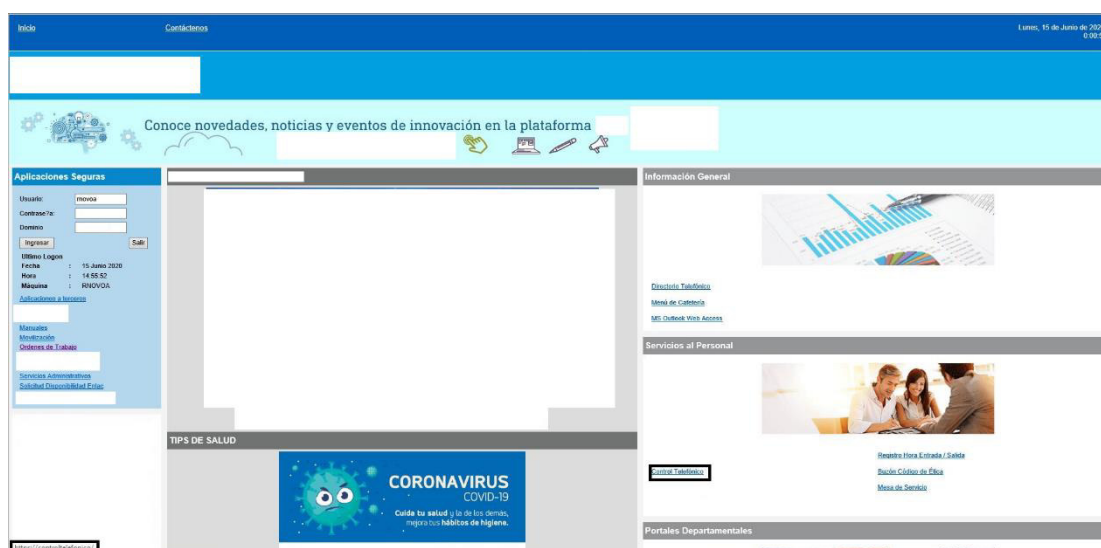 Inicio
Contáctenos
Lunes, 15 de Junio de 202
Conoce novedades, noticias y eventos de innovación en la plataforma
Aplicaciones Seguras
Usuario:
rnovoa
Contrase?a:
Dominio
Ingresar
Salir
Ultimo Logon
Fecha : 15 Junio 2020
Hora : 14:55:52
Máquina : RNOVOA
Aplicaciones a terceros
Manuales
Movilización
Ordenes de Trabajo
Servicios Administrativos
Solicitud Disponibilidad Enlac
TIPS DE SALUD
CORONAVIRUS
COVID-19
Cuida tu salud y la de los demás,
mejora tus hábitos de higiene.
Información General
Directorio Telefónico
Menú de Cafetería
MS Outlook Web Access
Servicios al Personal
Control Telefónico
Registro Hora Entrada / Salida
Buzón Código de Ética
Mesa de Servicio
Portales Departamentales